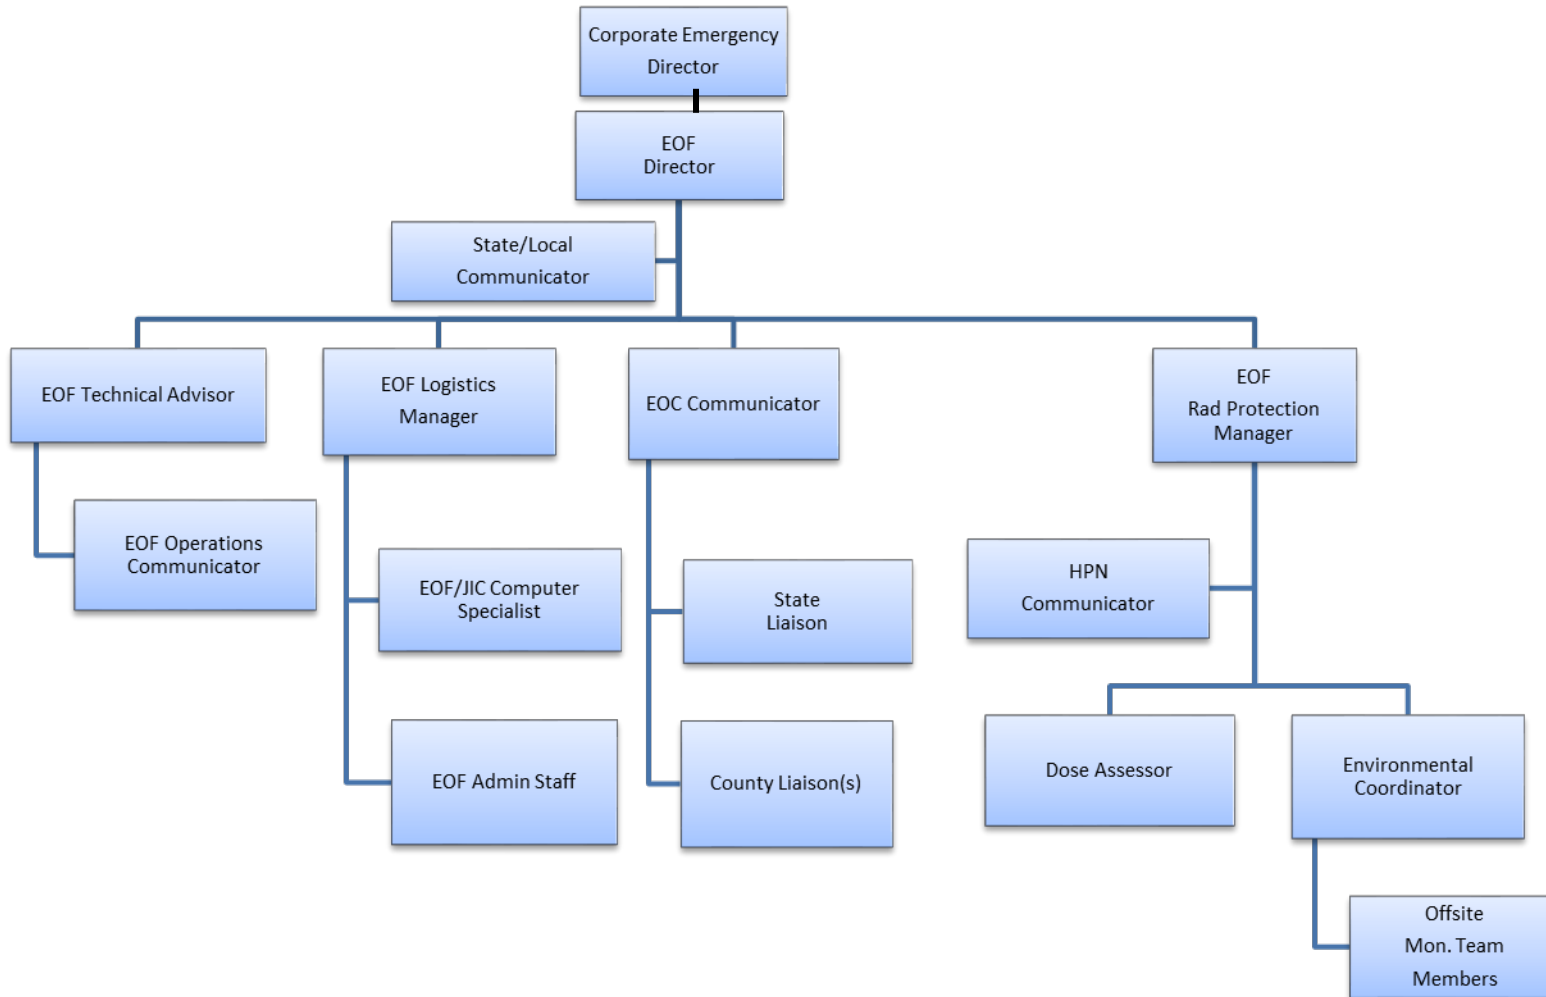 Corporate Emergency
Director
EOF
Director
State/Local
Communicator
EOF Technical Advisor
EOF Logistics
Manager
EOC Communicator
EOF
Rad Protection
Manager
EOF Operations
Communicator
EOF/JIC Computer
Specialist
State
Liaison
HPN
Communicator
EOF Admin Staff
County Liaison(s)
Dose Assessor
Environmental
Coordinator
Offsite
Mon. Team
Members